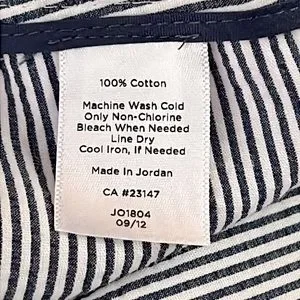 100% Cotton
Machine Wash Cold
Only Non-Chlorine
Bleach When Needed
Line Dry
Cool Iron, If Needed
Made In Jordan
CA #23147
JO1804
09/12